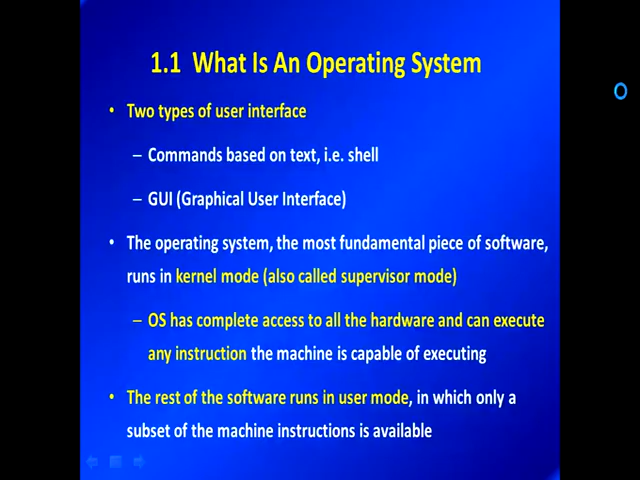 1.1 What Is An Operating System
• Two types of user interface
– Commands based on text, i.e. shell
– GUI (Graphical User Interface)
• The operating system, the most fundamental piece of software,
runs in kernel mode (also called supervisor mode)
– OS has complete access to all the hardware and can execute
any instruction the machine is capable of executing
• The rest of the software runs in user mode, in which only a
subset of the machine instructions is available